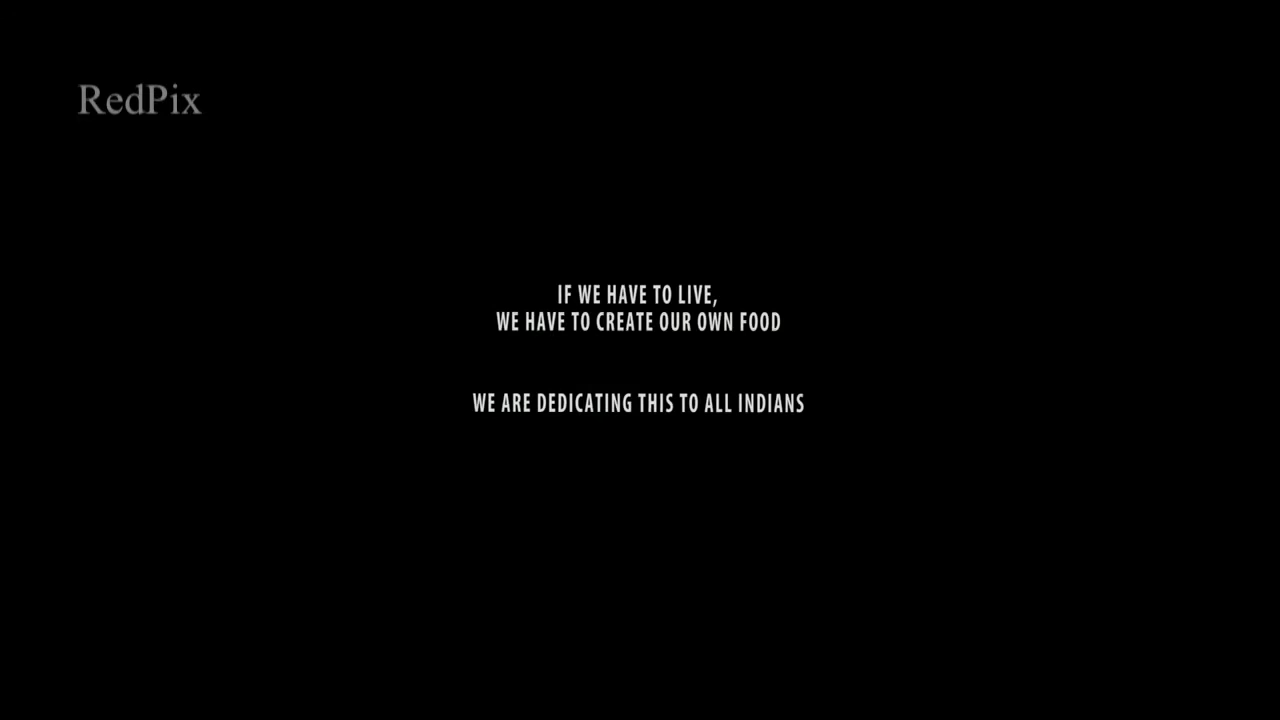 RedPix
IF WE HAVE TO LIVE,
WE HAVE TO CREATE OUR OWN FOOD
WE ARE DEDICATING THIS TO ALL INDIANS